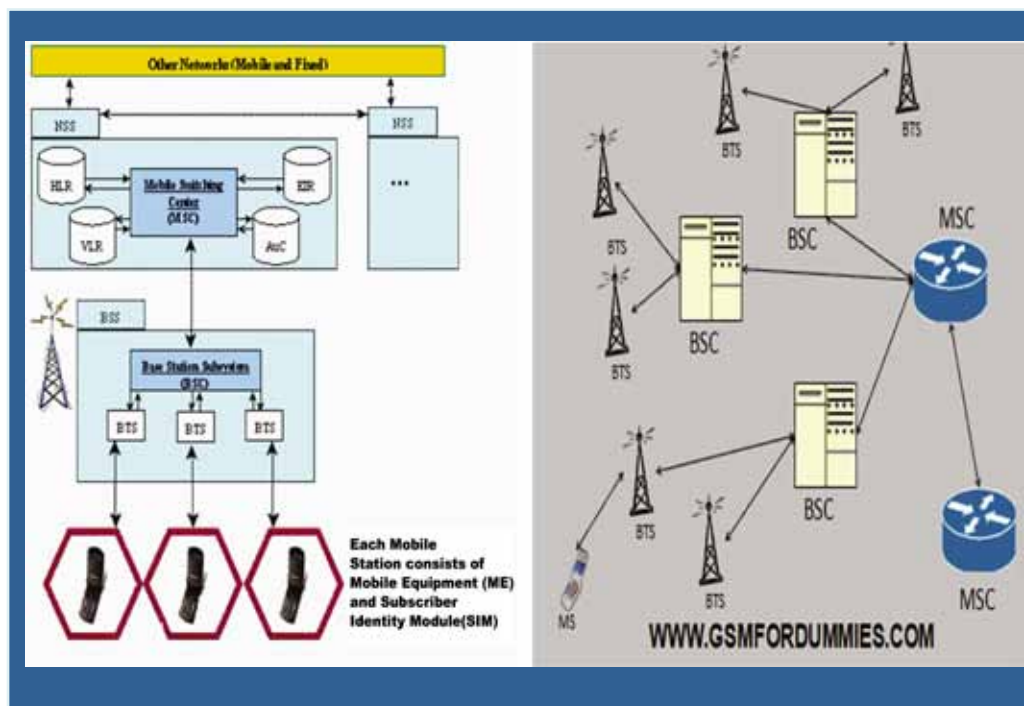 Other Networks (Mobile and Fixed)
NSS
NSS
HLR
Mobile Switching
Center
(MSC)
EIR
VLR
AuC
...
BSS
Base Station Subsystem
(BSC)
BTS
BTS
BTS
Each Mobile
Station consists of
Mobile Equipment (ME)
and Subscriber
Identity Module(SIM)
BTS
BTS
BTS
BSC
MSC
BTS
BSC
BTS
BSC
BTS
MS
MSC
WWW.GSMFORDUMMIES.COM